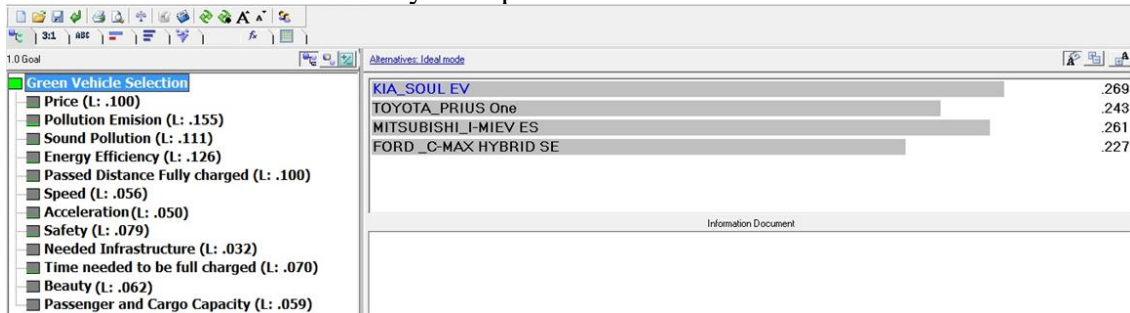 3:1
ABC
1.0 Goal
Alternatives: Ideal mode
Green Vehicle Selection
Price (L: .100)
Pollution Emision (L: .155)
Sound Pollution (L: .111)
Energy Efficiency (L: .126)
Passed Distance Fully charged (L: .100)
Speed (L: .056)
Acceleration (L: .050)
Safety (L: .079)
Needed Infrastructure (L: .032)
Time needed to be full charged (L: .070)
Beauty (L: .062)
Passenger and Cargo Capacity (L: .059)
KIA_SOUL EV .269
TOYOTA_PRIUS One .243
MITSUBISHI_I-MIEV ES .261
FORD _C-MAX HYBRID SE .227
Information Document